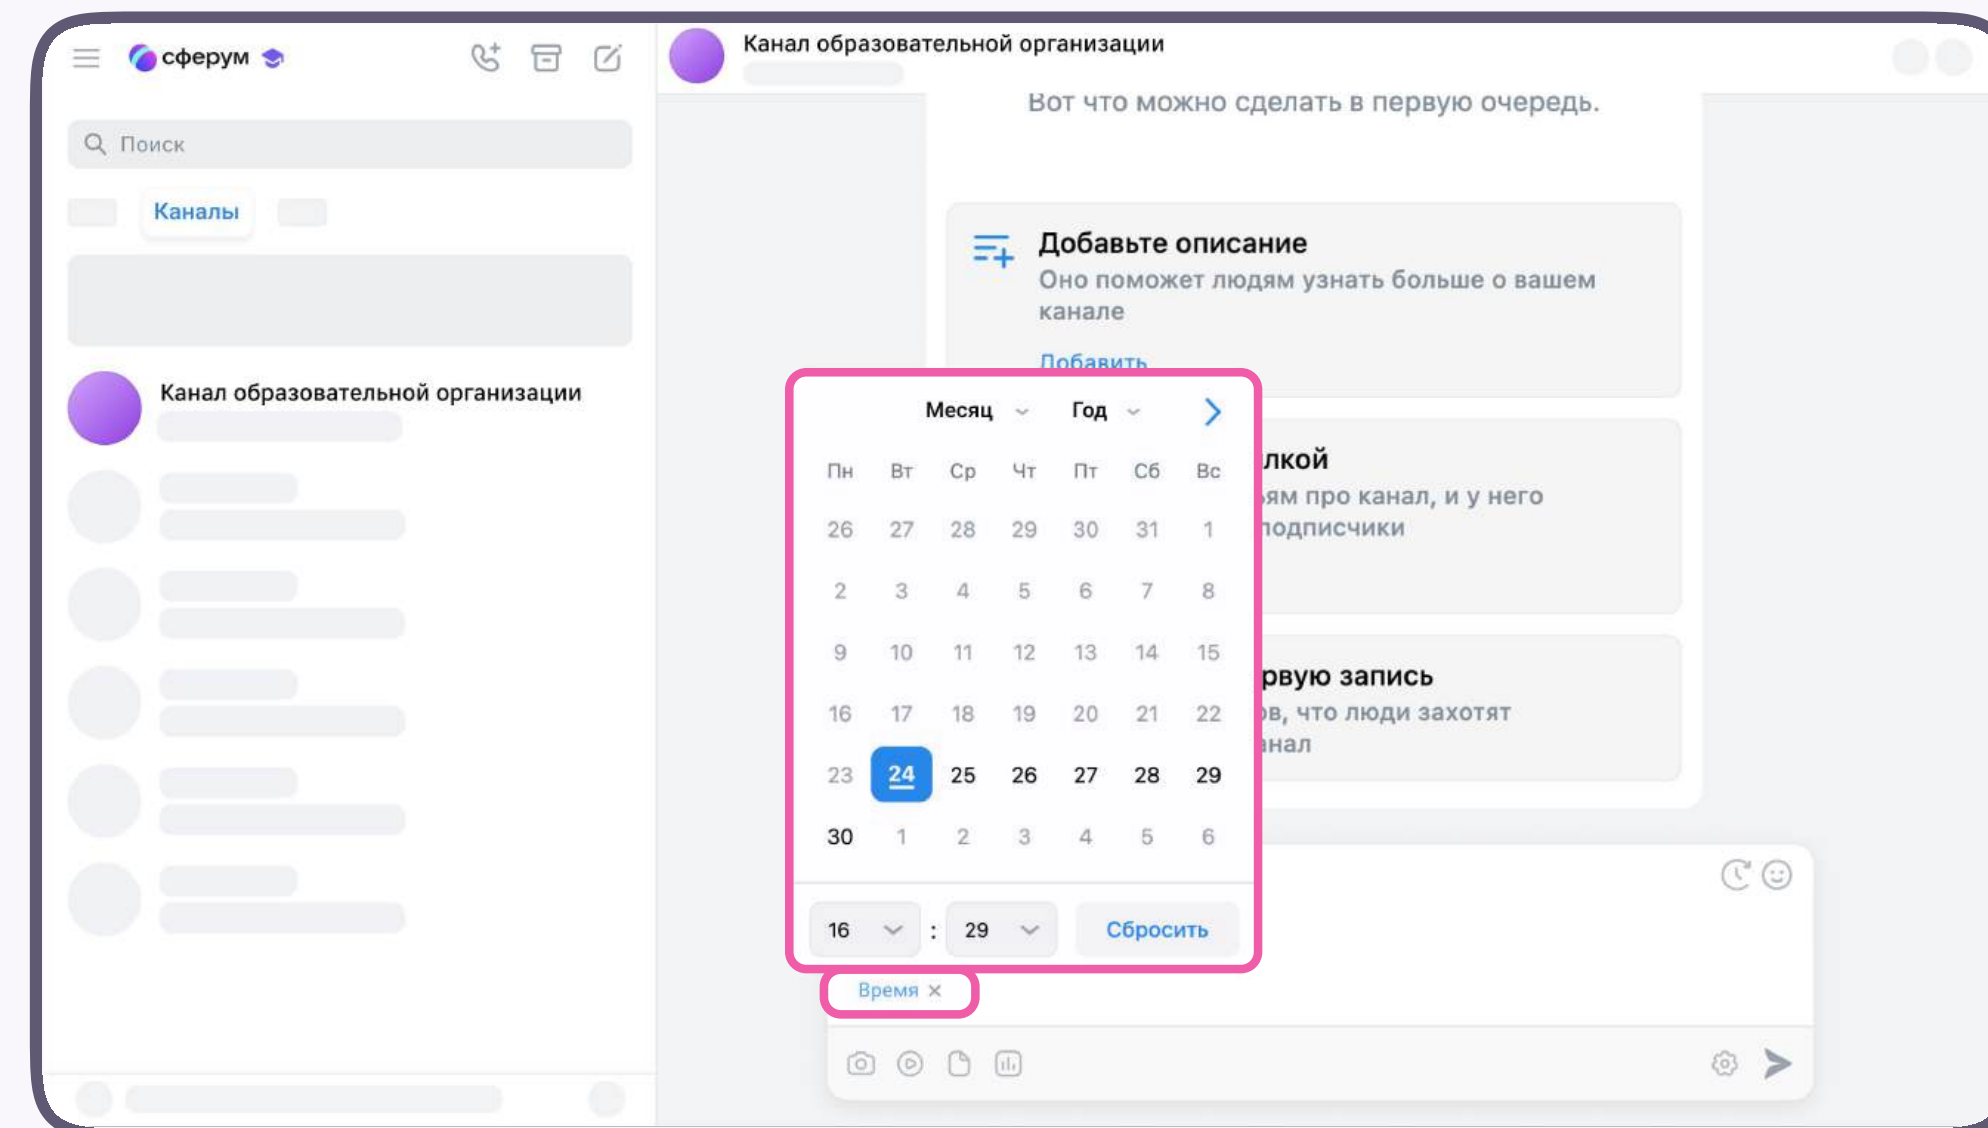 сферум
Поиск
Каналы
Канал образовательной организации
Канал образовательной организации
Вот что можно сделать в первую очередь.
Добавьте описание
Оно поможет людям узнать больше о вашем
канале
Добавить
лкой
ям про канал, и у него
подписчики
рвую запись
ов, что люди захотят
анал
Месяц Год
Пн Вт Ср Чт Пт Сб Вс
26 27 28 29 30 31 1
2 3 4 5 6 7 8
9 10 11 12 13 14 15
16 17 18 19 20 21 22
23 24 25 26 27 28 29
30 1 2 3 4 5 6
16 : 29 Сбросить
Время